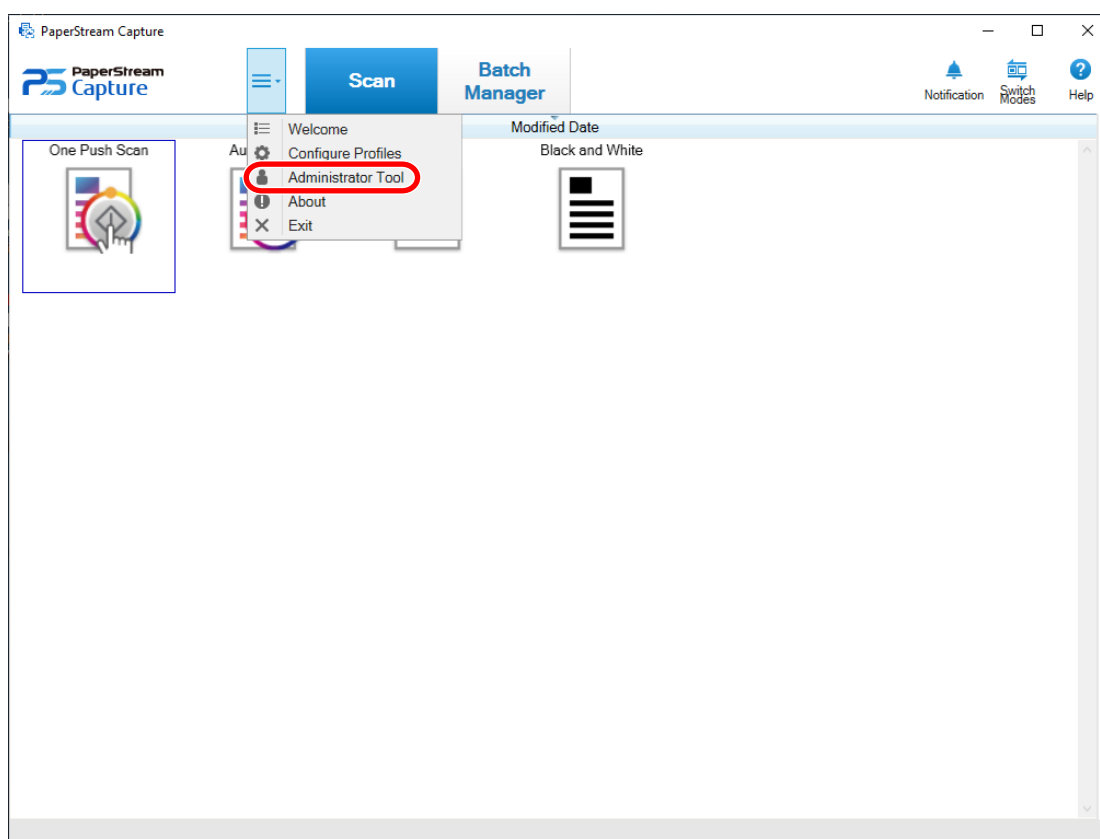 PaperStream Capture
PaperStream
Capture
Scan
Batch
Manager
Notification
Switch
Modes
Help
Modified Date
Welcome
Configure Profiles
Administrator Tool
About
Exit
One Push Scan
Au
Black and White